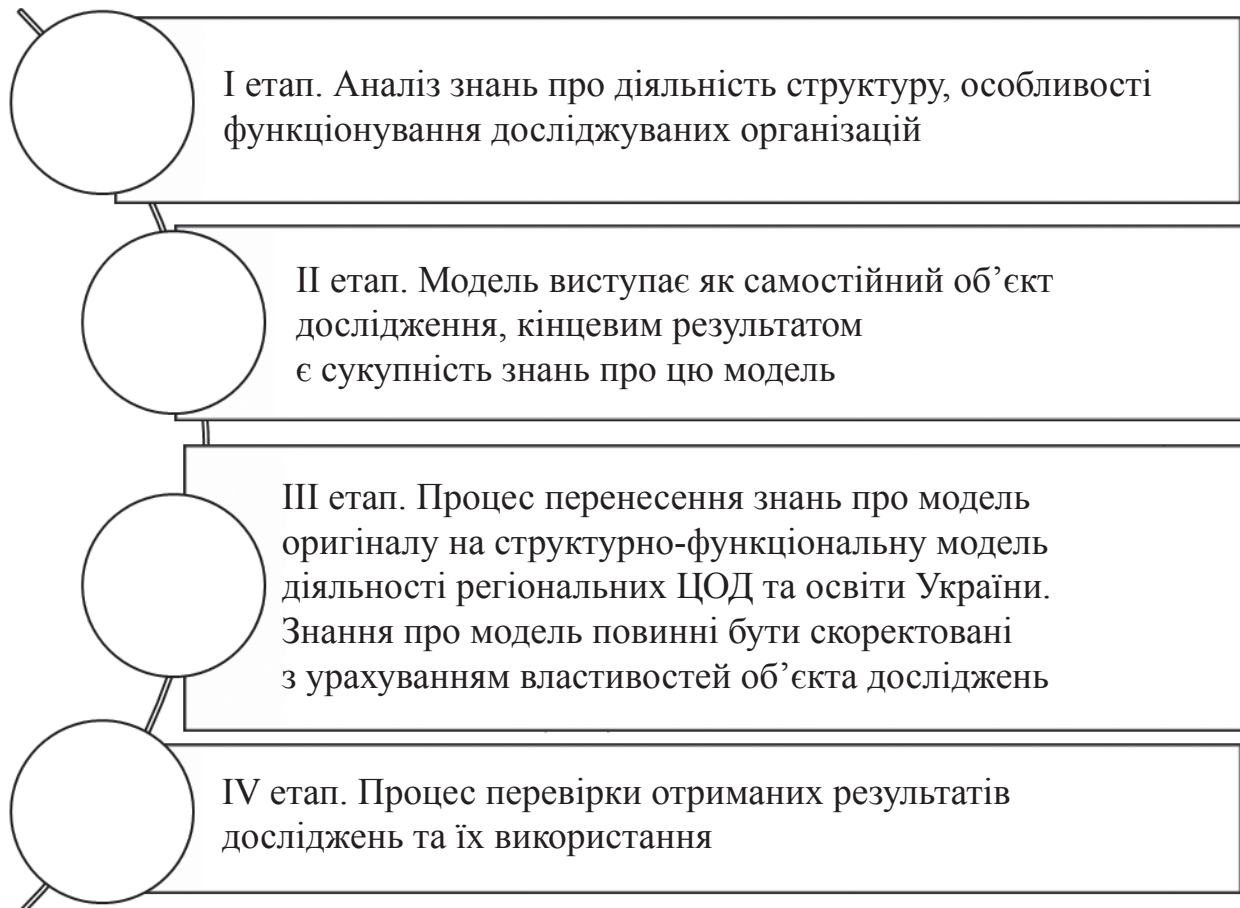 І етап. Аналіз знань про діяльність структуру, особливості
функціонування досліджуваних організацій
ІІ етап. Модель виступає як самостійний об’єкт
дослідження, кінцевим результатом
є сукупність знань про цю модель
ІІІ етап. Процес перенесення знань про модель
оригіналу на структурно-функціональну модель
діяльності регіональних ЦОД та освіти України.
Знання про модель повинні бути скоректовані
з урахуванням властивостей об’єкта досліджень
IV етап. Процес перевірки отриманих результатів
досліджень та їх використання